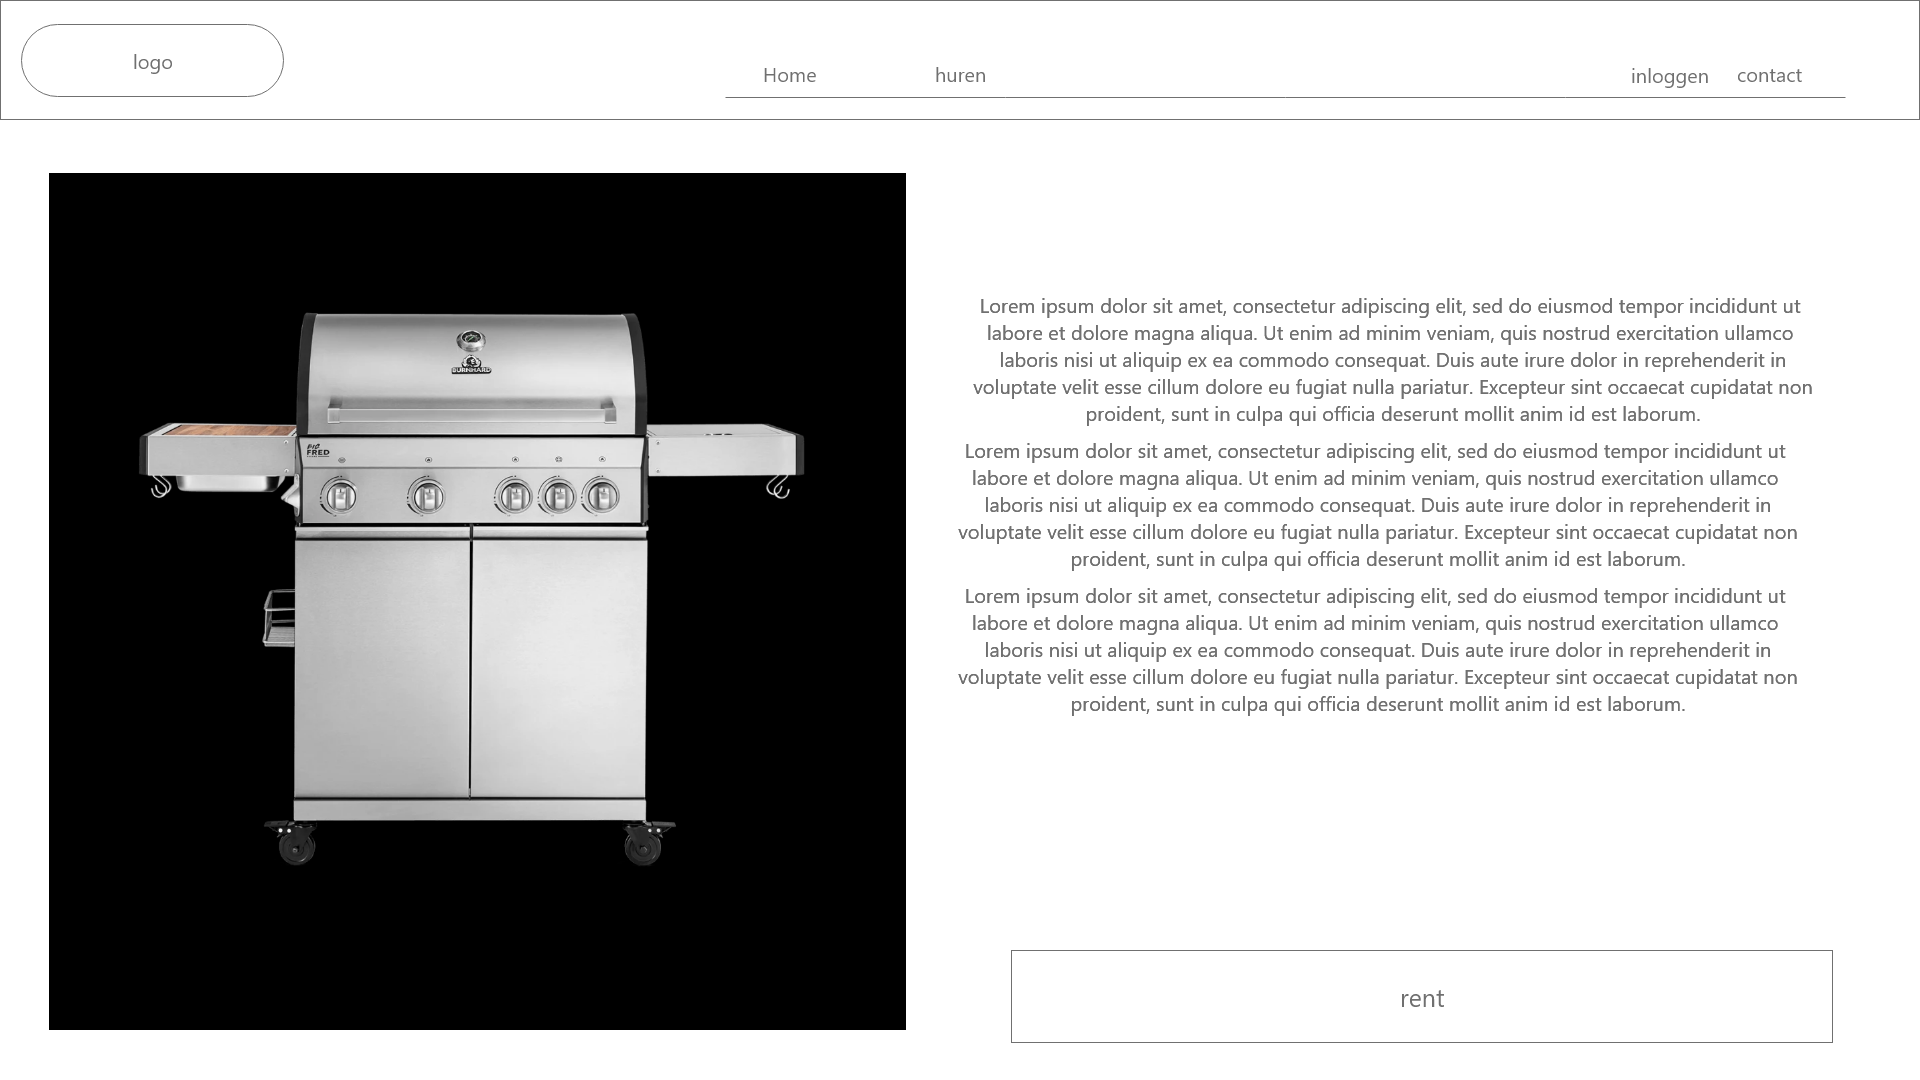 logo
Home
huren
inloggen
contact
BURNHARD
BIG
FRED
Lorem ipsum dolor sit amet, consectetur adipiscing elit, sed do eiusmod tempor incididunt ut
labore et dolore magna aliqua. Ut enim ad minim veniam, quis nostrud exercitation ullamco
laboris nisi ut aliquip ex ea commodo consequat. Duis aute irure dolor in reprehenderit in
voluptate velit esse cillum dolore eu fugiat nulla pariatur. Excepteur sint occaecat cupidatat non
proident, sunt in culpa qui officia deserunt mollit anim id est laborum.
Lorem ipsum dolor sit amet, consectetur adipiscing elit, sed do eiusmod tempor incididunt ut
labore et dolore magna aliqua. Ut enim ad minim veniam, quis nostrud exercitation ullamco
laboris nisi ut aliquip ex ea commodo consequat. Duis aute irure dolor in reprehenderit in
voluptate velit esse cillum dolore eu fugiat nulla pariatur. Excepteur sint occaecat cupidatat non
proident, sunt in culpa qui officia deserunt mollit anim id est laborum.
Lorem ipsum dolor sit amet, consectetur adipiscing elit, sed do eiusmod tempor incididunt ut
labore et dolore magna aliqua. Ut enim ad minim veniam, quis nostrud exercitation ullamco
laboris nisi ut aliquip ex ea commodo consequat. Duis aute irure dolor in reprehenderit in
voluptate velit esse cillum dolore eu fugiat nulla pariatur. Excepteur sint occaecat cupidatat non
proident, sunt in culpa qui officia deserunt mollit anim id est laborum.
rent